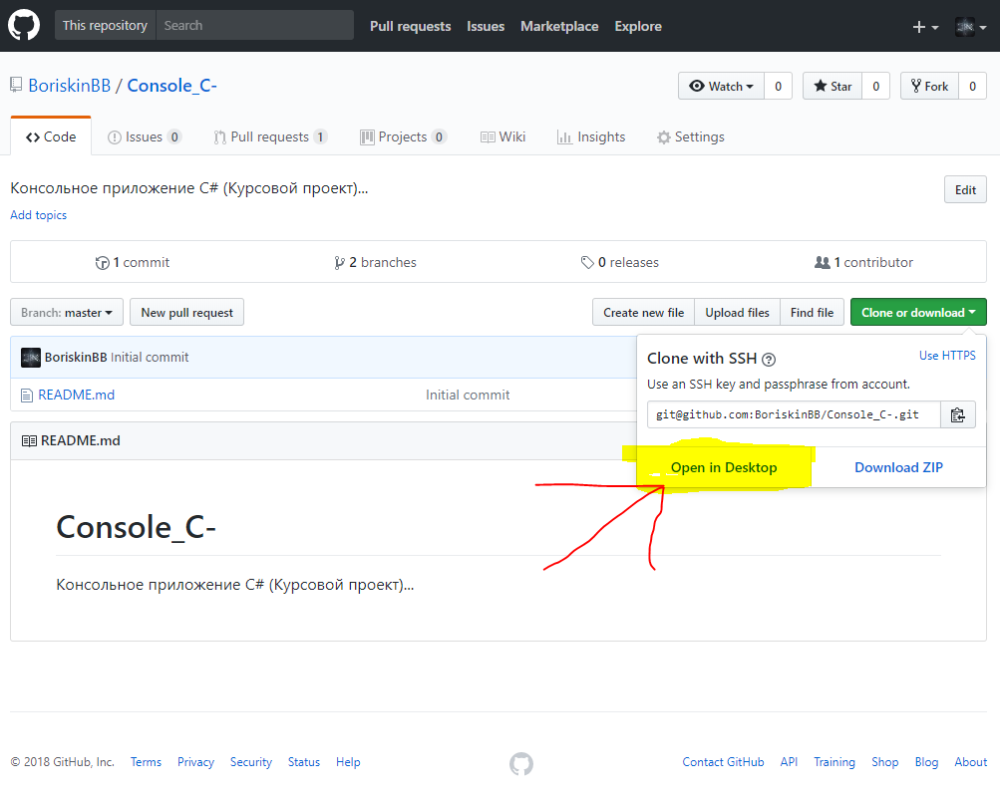 This repository Search Pull requests Issues Marketplace Explore
BoriskinBB / Console_C-
Watch 0 Star 0 Fork 0
Code Issues 0 Pull requests 1 Projects 0 Wiki Insights Settings
Консольное приложение C# (Курсовой проект)...
Edit
Add topics
1 commit 2 branches 0 releases 1 contributor
Branch: master New pull request Create new file Upload files Find file Clone or download
BoriskinBB Initial commit
README.md Initial commit
Clone with SSH ? Use HTTPS
Use an SSH key and passphrase from account.
git@github.com:BoriskinBB/Console_C-.git
Open in Desktop Download ZIP
README.md
Console_C-
Консольное приложение C# (Курсовой проект)...
© 2018 GitHub, Inc. Terms Privacy Security Status Help Contact GitHub API Training Shop Blog About